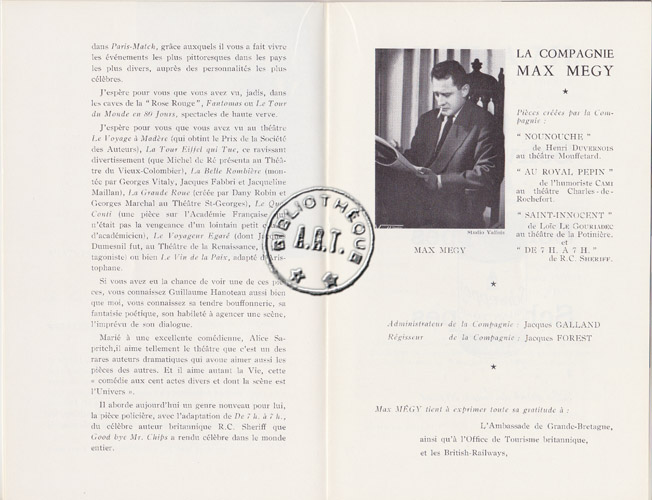 dans Paris-Match, grâce auxquels il vous a fait vivre
les événements les plus pittoresques dans les pays
les plus divers, auprès des personnalités les plus
célèbres.
J'espère pour vous que vous avez vu, jadis, dans
les caves de la "Rose Rouge", Fantomas ou Le Tour
du Monde en 80 Jours, spectacles de haute verve.
J'espère pour vous que vous avez vu au théâtre
Le Voyage à Madère (qui obtint le Prix de la Société
des Auteurs), La Tour Eiffel qui Tue, ce ravissant
divertissement (que Michel de Ré présenta au Théâ-
tre du Vieux-Colombier), La Belle Rombière (mon-
tée par Georges Vitaly, Jacques Fabbri et Jacqueline
Maillan), La Grande Roue (créée par Dany Robin et
Georges Marchal au Théâtre St-Georges), Le
Conti (une pièce sur l'Académie Française
n'était pas la vengeance d'un lointain petit
d'académicien), Le Voyageur Egaré (dont
Dumesnil fut, au Théâtre de la Renaissance,
tagoniste) ou bien Le Vin de la Paix, adapté d'Aris-
tophane.
Si vous avez eu la chance de voir une de ces piè-
ces, vous connaissez Guillaume Hanoteau aussi bien
que moi, vous connaissez sa tendre bouffonnerie, sa
fantaisie poétique, son habileté à agencer une scène,
l'imprévu de son dialogue.
Marié à une excellente comédienne, Alice Sa-
pritch,il aime tellement le théâtre que c'est un des
rares auteurs dramatiques qui avoue aimer aussi les
pièces des autres. Et il aime autant la Vie, cette
« comédie aux cent actes divers et dont la scène est
l'Univers ».
Il aborde aujourd'hui un genre nouveau pour lui,
la pièce policière, avec l'adaptation de De 7 h. à 7 h.,
du célèbre auteur britannique R.C. Sheriff que
Good bye Mr. Chips a rendu célèbre dans le monde
entier.
BIBLIOTHÈQUE
A.R.T.
Studio Vallois
MAX MEGY
LA COMPAGNIE
MAX MEGY
Pièces créées par la Com-
pagnie :
" NOUNOUCHE "
de Henri DUVERNOIS
au théâtre Mouffetard.
" AU ROYAL PEPIN "
de l'humoriste CAMI
au théâtre Charles-de-
Rochefort.
" SAINT-INNOCENT "
de Loïc LE GOURIADEC
au théâtre de la Potinière.
et
" DE 7 H. A 7 H. "
de R.C. SHERIFF.
Administrateur de la Compagnie : Jacques GALLAND
Régisseur de la Compagnie : Jacques FOREST
Max MÉGY tient à exprimer toute sa gratitude à :
L'Ambassade de Grande-Bretagne,
ainsi qu'à l'Office de Tourisme britannique,
et les British-Railways,